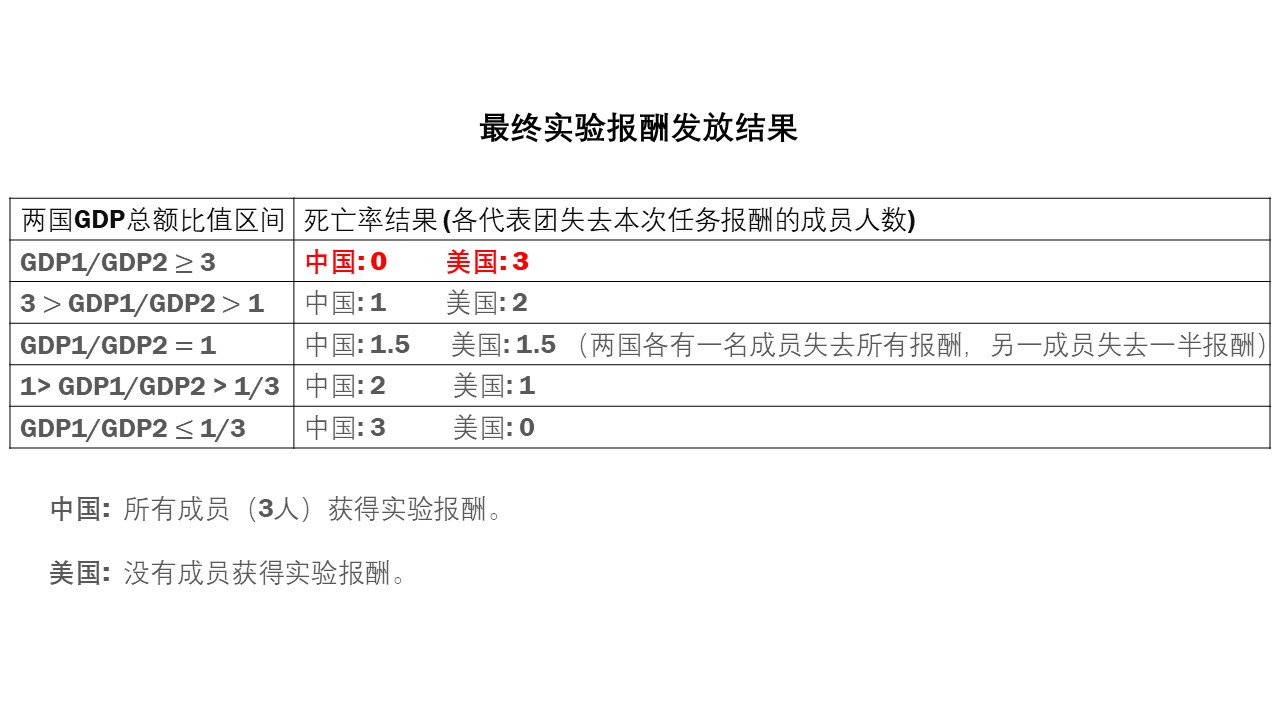 最终实验报酬发放结果
两国GDP总额比值区间 死亡率结果 (各代表团失去本次任务报酬的成员人数)
GDP1/GDP2 ≥ 3 中国: 0 美国: 3
3 > GDP1/GDP2 > 1 中国: 1 美国: 2
GDP1/GDP2 = 1 中国: 1.5 美国: 1.5 （两国各有一名成员失去所有报酬，另一成员失去一半报酬）
1> GDP1/GDP2 > 1/3 中国: 2 美国: 1
GDP1/GDP2 ≤ 1/3 中国: 3 美国: 0
中国: 所有成员（3人）获得实验报酬。
美国: 没有成员获得实验报酬。